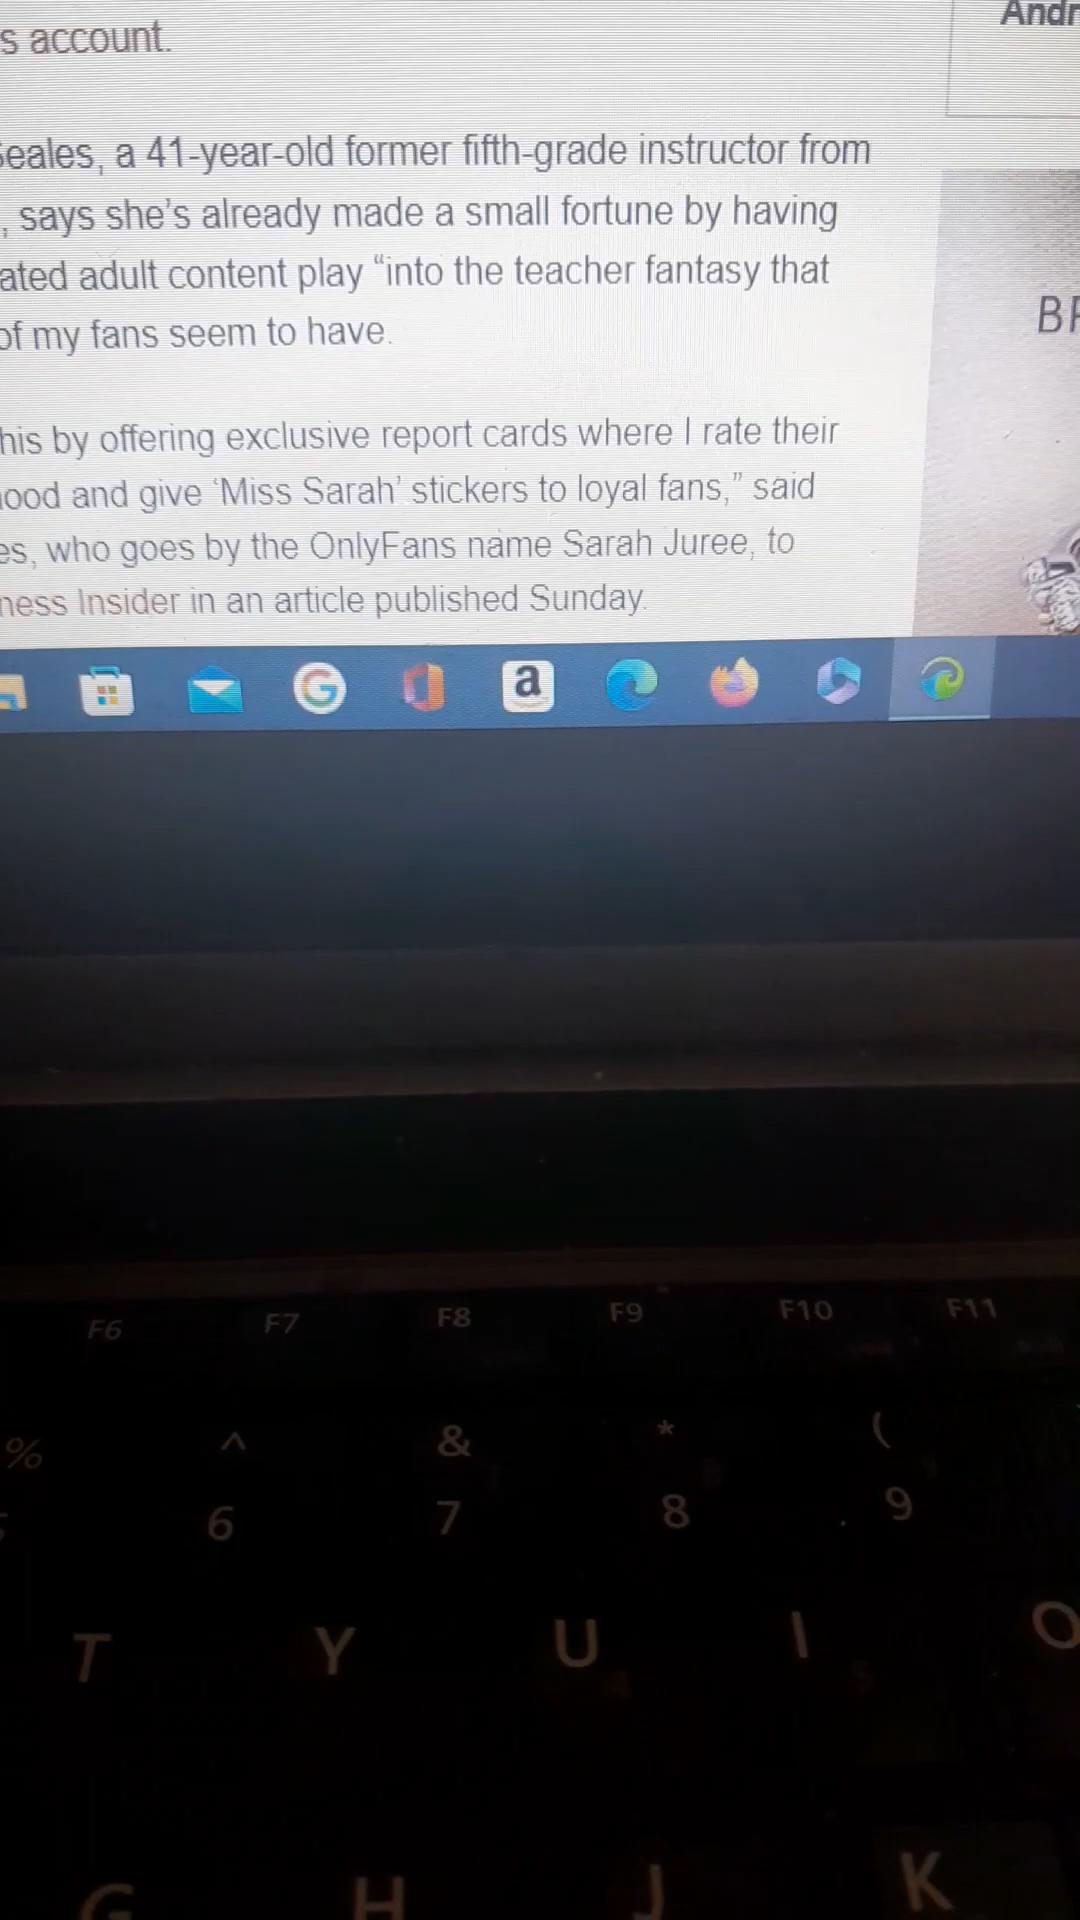 s account.
Andr
eales, a 41-year-old former fifth-grade instructor from
, says she's already made a small fortune by having
ated adult content play “into the teacher fantasy that
of my fans seem to have.
his by offering exclusive report cards where I rate their
ood and give ‘Miss Sarah’ stickers to loyal fans,” said
es, who goes by the OnlyFans name Sarah Juree, to
ness Insider in an article published Sunday.
a
F6 F7 F8 F9 F10 F11
% ^ & * (
6 7 8 9
T Y U I O
G H J K